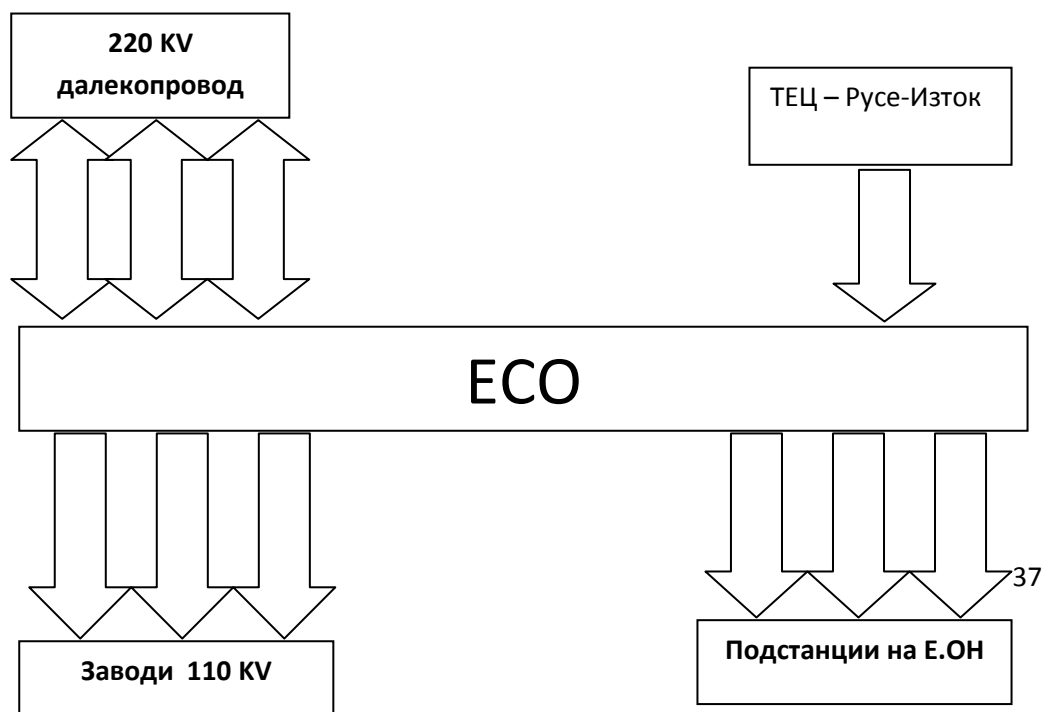 220 KV
далекопровод
ТЕЦ – Русе-Изток
ЕСО
37
Подстанции на Е.ОН
Заводи 110 KV